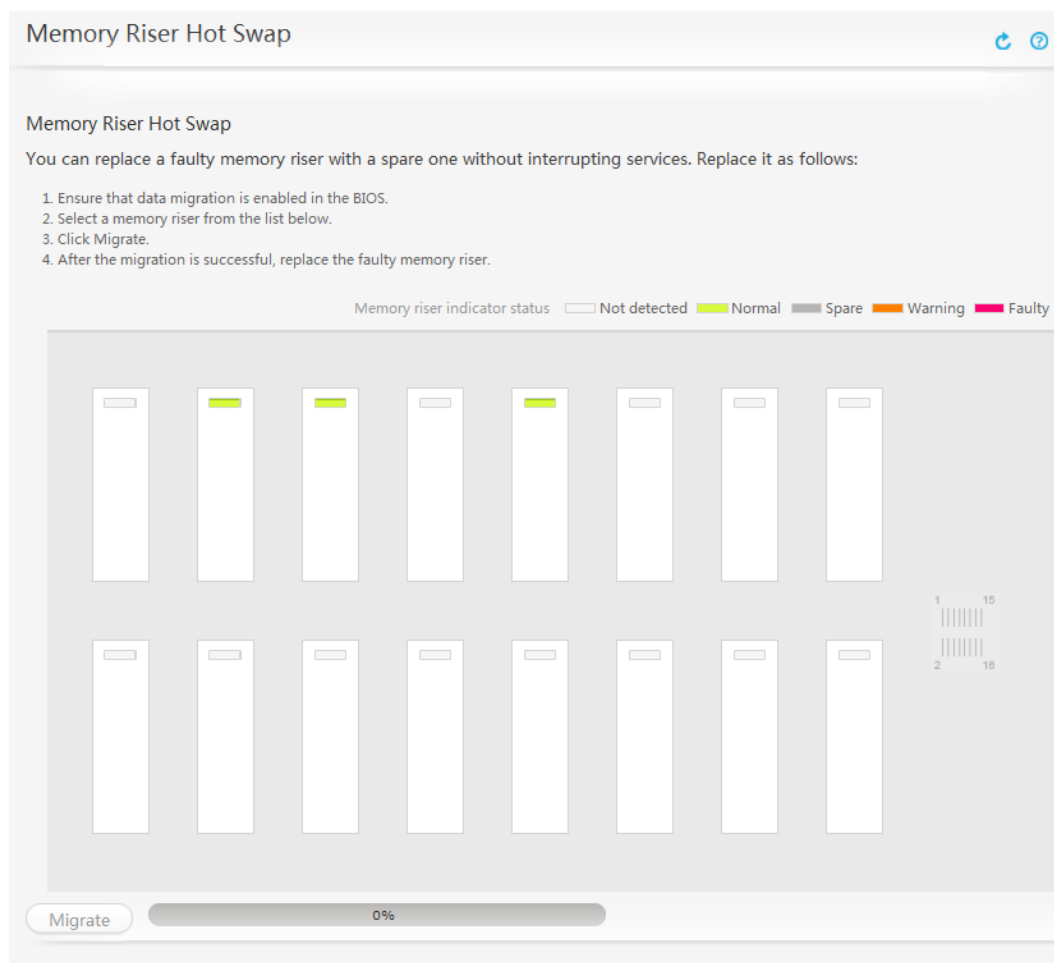 Memory Riser Hot Swap
Memory Riser Hot Swap
You can replace a faulty memory riser with a spare one without interrupting services. Replace it as follows:
1. Ensure that data migration is enabled in the BIOS.
2. Select a memory riser from the list below.
3. Click Migrate.
4. After the migration is successful, replace the faulty memory riser.
Memory riser indicator status Not detected Normal Spare Warning Faulty
1 15
2 16
Migrate 0%